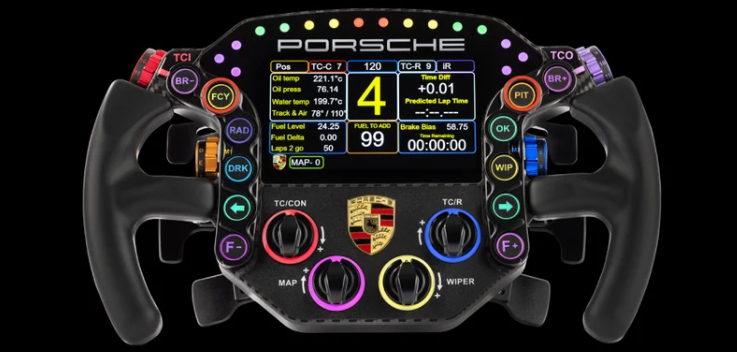 PORSCHE
TCI
TCO
BR-
BR+
FCY
PIT
RAD
OK
DRK
WIP
F-
F+
Pos
TC-C 7
120
TC-R 9
iR
Oil temp 221.1°c
Oil press 76.14
Water temp 199.7°c
Track & Air 78° / 110°
4
Time Diff
+0.01
Predicted Lap Time
--:--.---
Fuel Level 24.25
Fuel Delta 0.00
Laps 2 go 50
FUEL TO ADD
99
Brake Bias 58.75
Time Remaining
00:00:00
MAP- 0
TC/CON
TC/R
MAP
WIPER